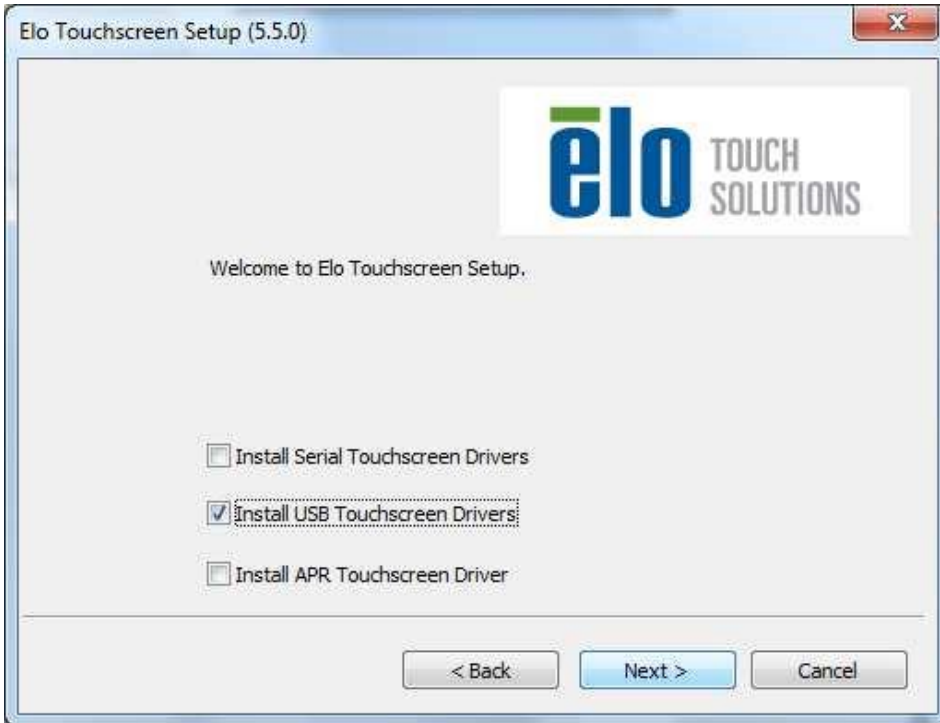 Elo Touchscreen Setup (5.5.0)
ēlo TOUCH
SOLUTIONS
Welcome to Elo Touchscreen Setup.
Install Serial Touchscreen Drivers
Install USB Touchscreen Drivers
Install APR Touchscreen Driver
< Back Next > Cancel